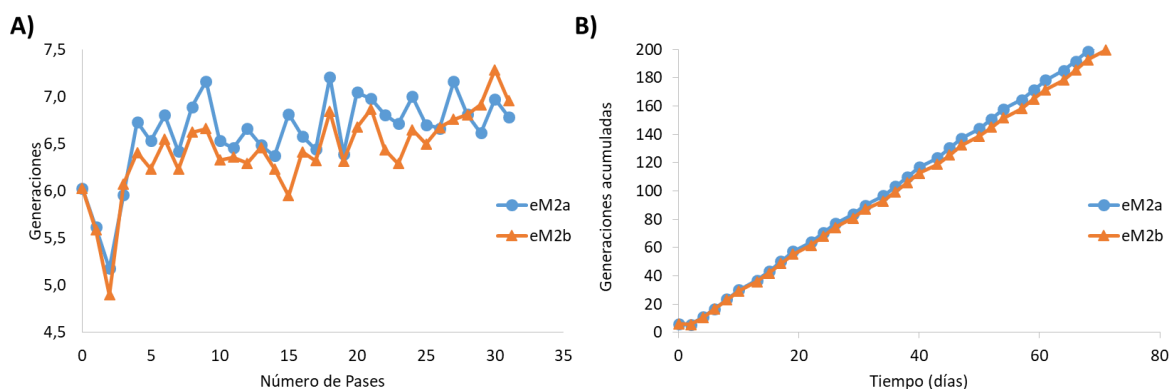 A)
7,5
7,0
6,5
6,0
5,5
5,0
4,5
Generaciones
0 5 10 15 20 25 30 35
Número de Pases
eM2a
eM2b
B)
200
180
160
140
120
100
80
60
40
20
0
Generaciones acumuladas
0 20 40 60 80
Tiempo (días)
eM2a
eM2b